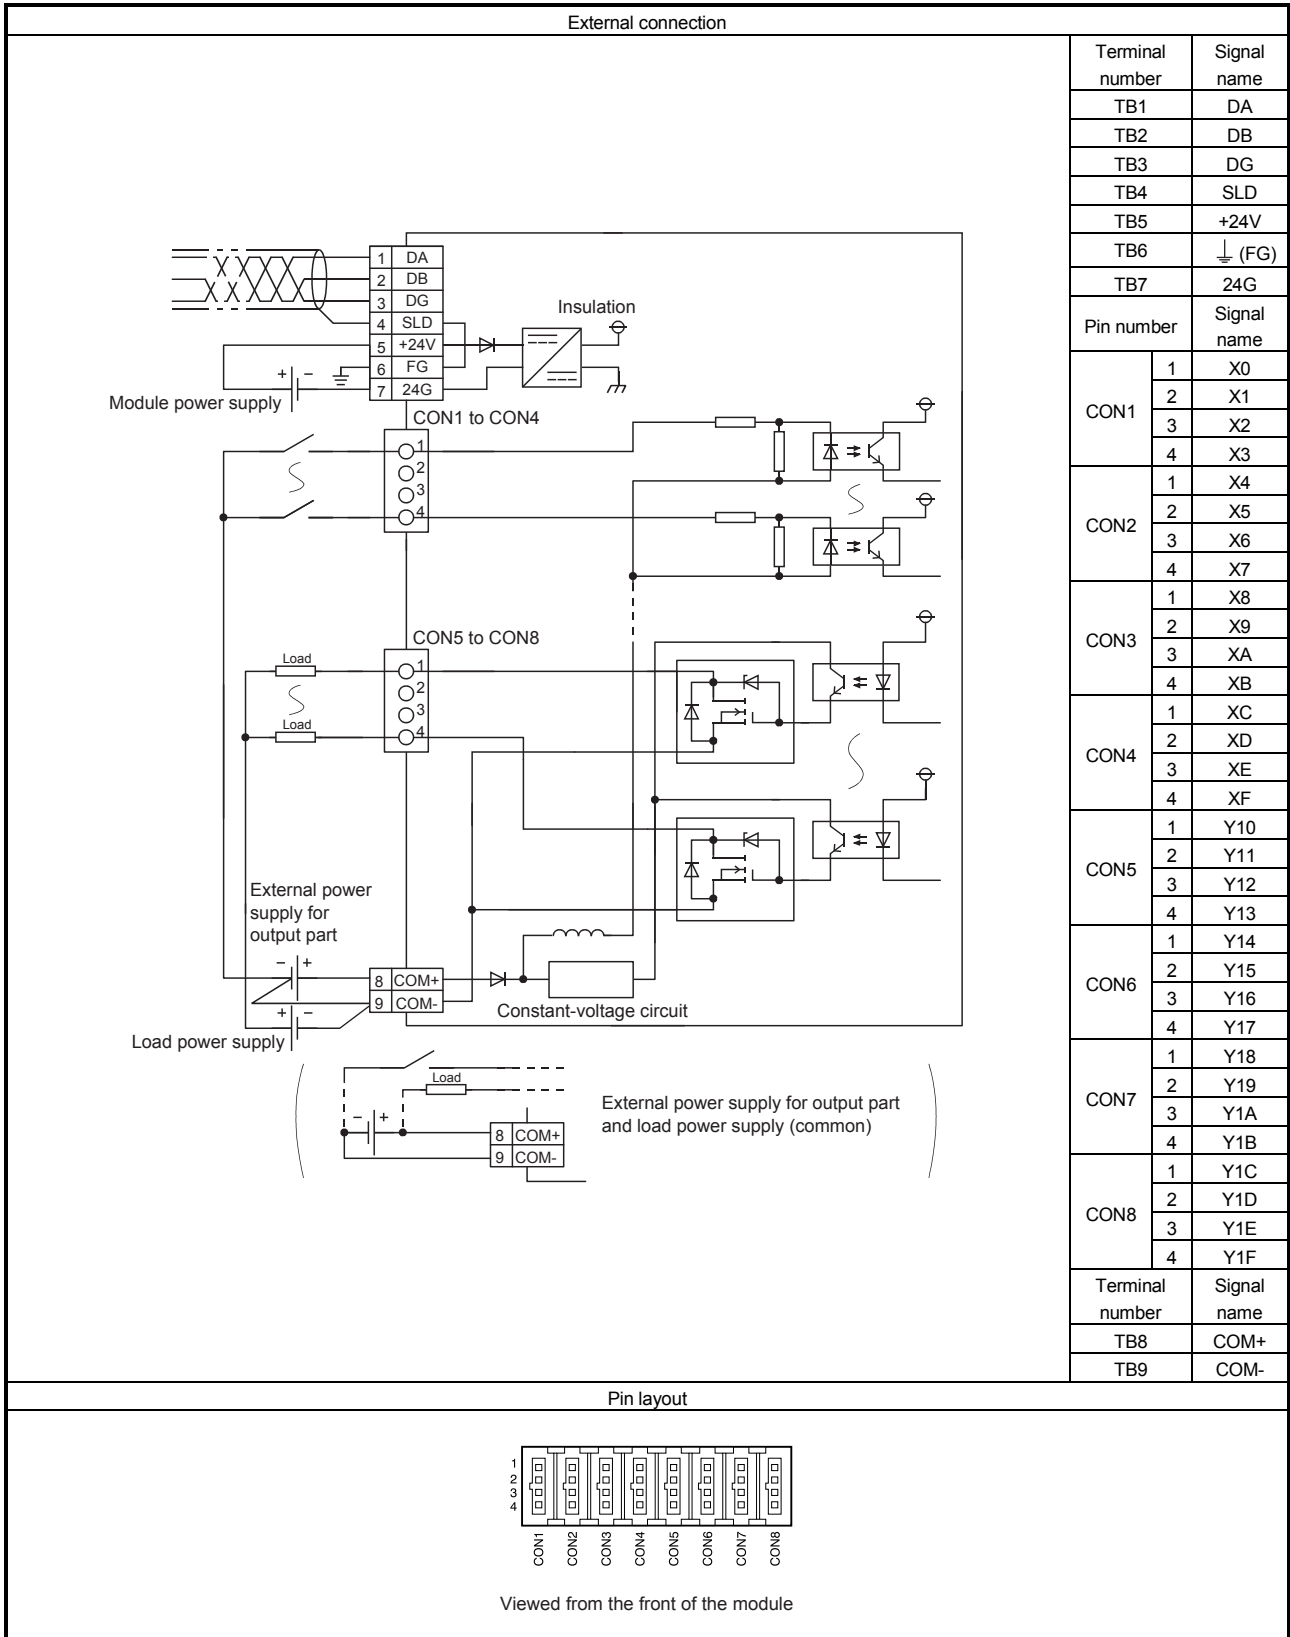 External connection
1 DA
2 DB
3 DG
4 SLD
5 +24V
6 FG
7 24G
Insulation
+ −
Module power supply
CON1 to CON4
1
2
3
4
CON5 to CON8
Load
Load
1
2
3
4
External power
supply for
output part
− +
8 COM+
9 COM-
+ −
Load power supply
Constant-voltage circuit
Load
− +
8 COM+
9 COM-
External power supply for output part
and load power supply (common)
Terminal number Signal name
TB1 DA
TB2 DB
TB3 DG
TB4 SLD
TB5 +24V
TB6 (FG)
TB7 24G
Pin number Signal name
CON1 1 X0
2 X1
3 X2
4 X3
CON2 1 X4
2 X5
3 X6
4 X7
CON3 1 X8
2 X9
3 XA
4 XB
CON4 1 XC
2 XD
3 XE
4 XF
CON5 1 Y10
2 Y11
3 Y12
4 Y13
CON6 1 Y14
2 Y15
3 Y16
4 Y17
CON7 1 Y18
2 Y19
3 Y1A
4 Y1B
CON8 1 Y1C
2 Y1D
3 Y1E
4 Y1F
Terminal number Signal name
TB8 COM+
TB9 COM-
Pin layout
1
2
3
4
CON1 CON2 CON3 CON4 CON5 CON6 CON7 CON8
Viewed from the front of the module